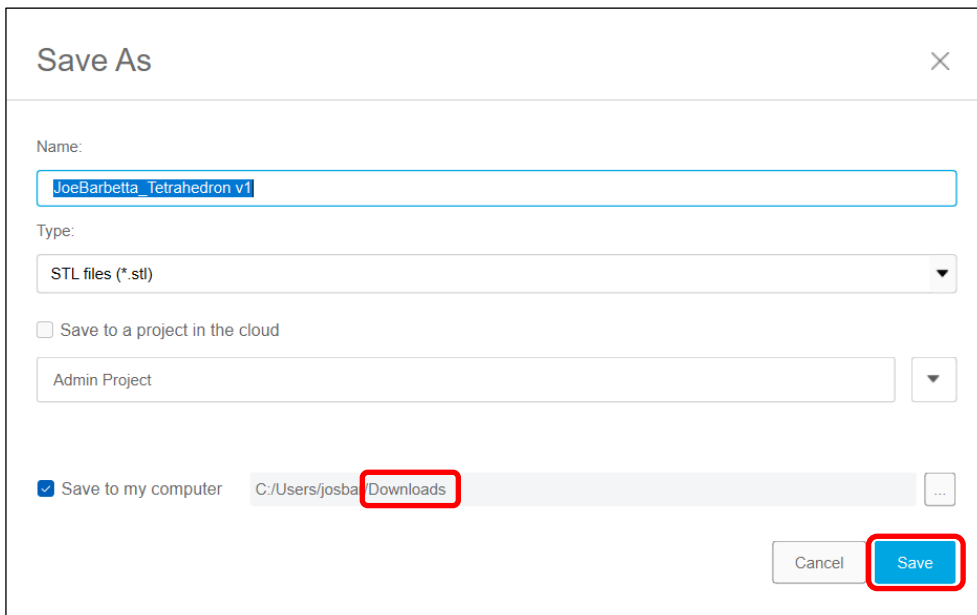 Save As
Name:
JoeBarbetta_Tetrahedron v1
Type:
STL files (*.stl)
Save to a project in the cloud
Admin Project
Save to my computer C:/Users/josbar/Downloads ...
Cancel Save